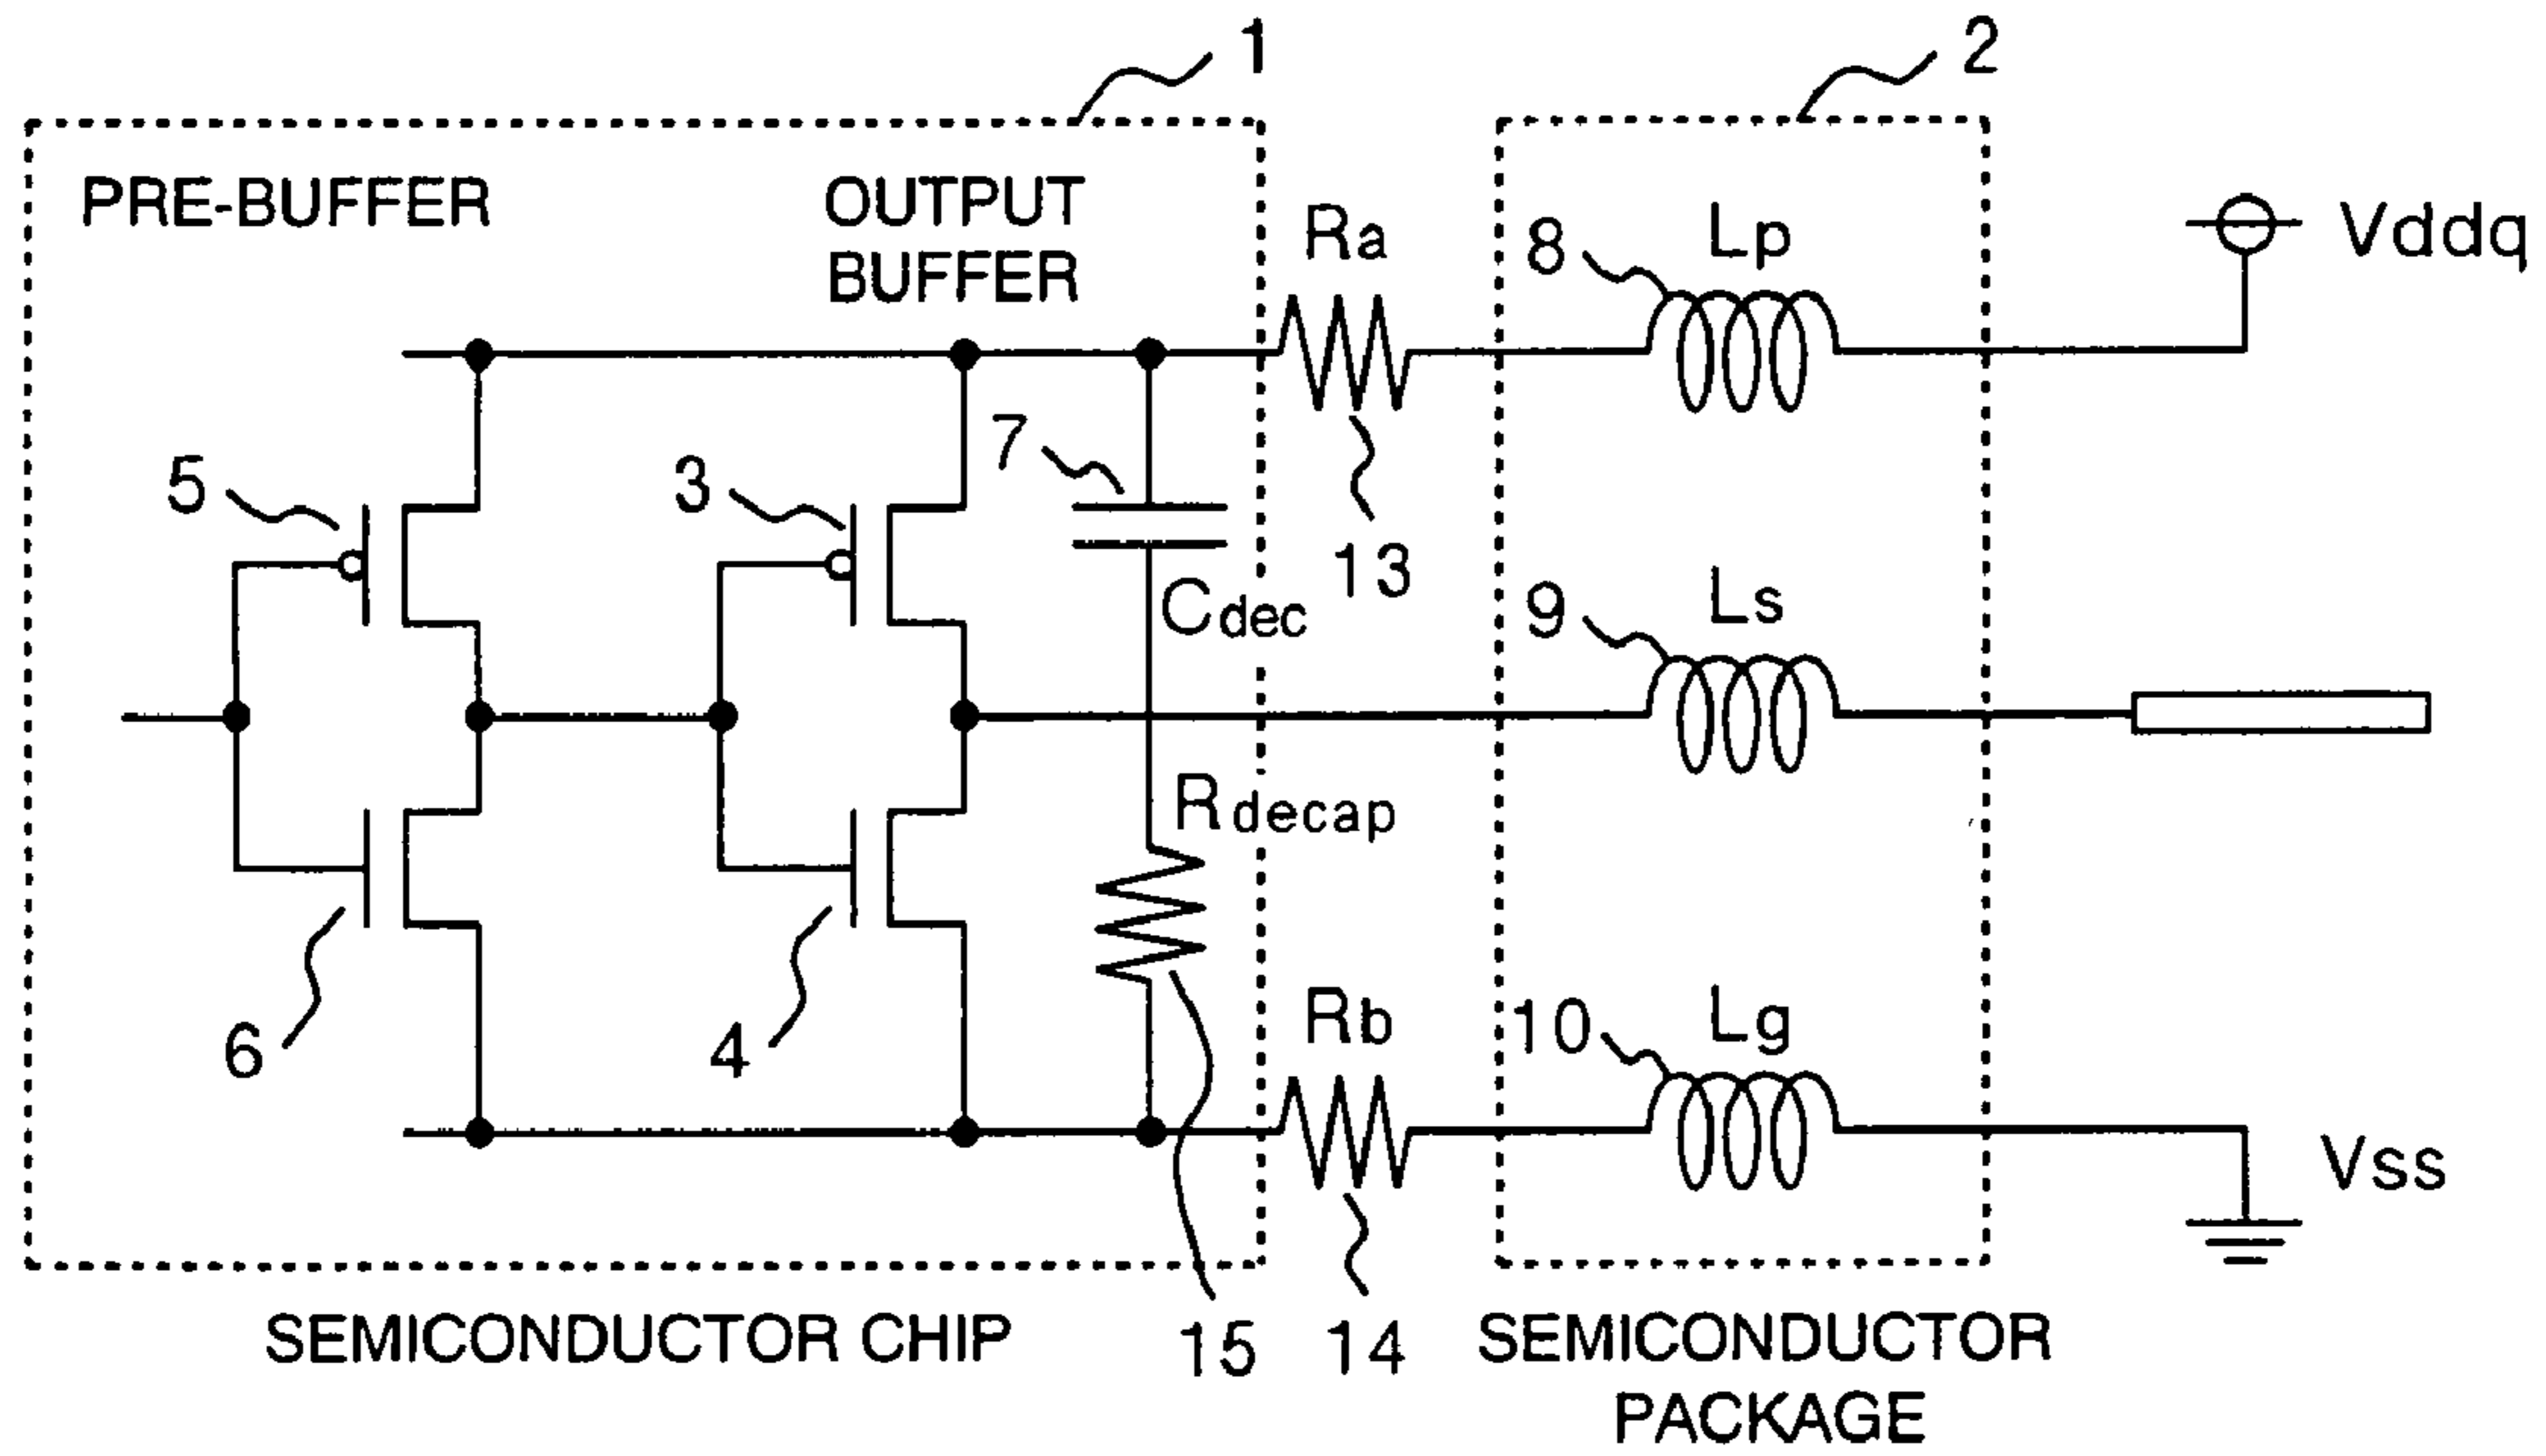 1
2
PRE-BUFFER
OUTPUT
BUFFER
Ra
8
Lp
Vddq
5
3
7
13
Cdec
9
Ls
Rdecap
6
4
Rb
10
Lg
Vss
15
14
SEMICONDUCTOR CHIP
SEMICONDUCTOR
PACKAGE